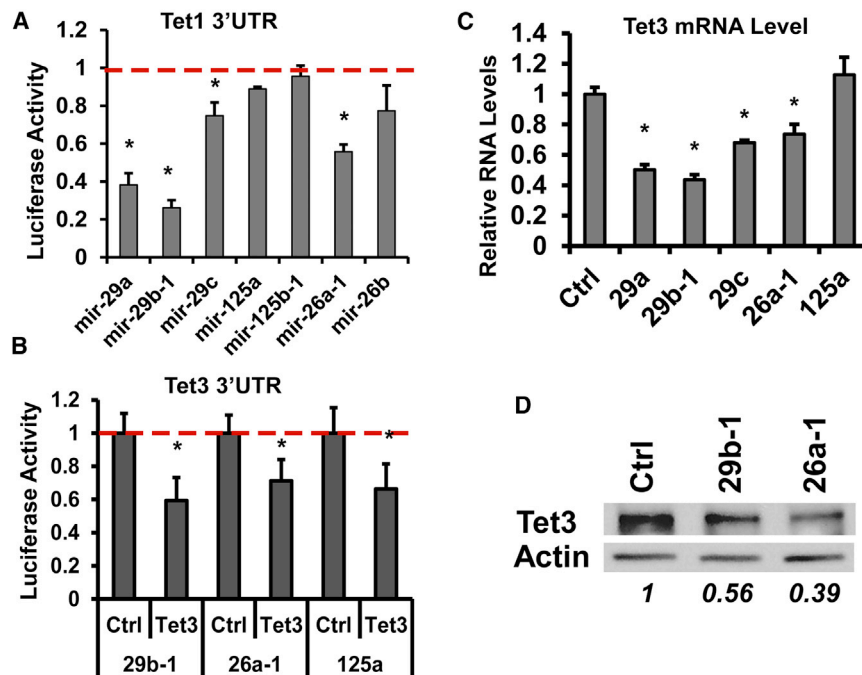 A
Tet1 3'UTR
Luciferase Activity
1.2
1
0.8
0.6
0.4
0.2
0
*
*
*
*
mir-29a
mir-29b-1
mir-29c
mir-125a
mir-125b-1
mir-26a-1
mir-26b
B
Tet3 3'UTR
Luciferase Activity
1.2
1
0.8
0.6
0.4
0.2
0
*
*
*
Ctrl Tet3 Ctrl Tet3 Ctrl Tet3
29b-1 26a-1 125a
C
Tet3 mRNA Level
Relative RNA Levels
1.4
1.2
1
0.8
0.6
0.4
0.2
0
*
*
*
*
Ctrl
29a
29b-1
29c
26a-1
125a
D
Ctrl
29b-1
26a-1
Tet3
Actin
1 0.56 0.39